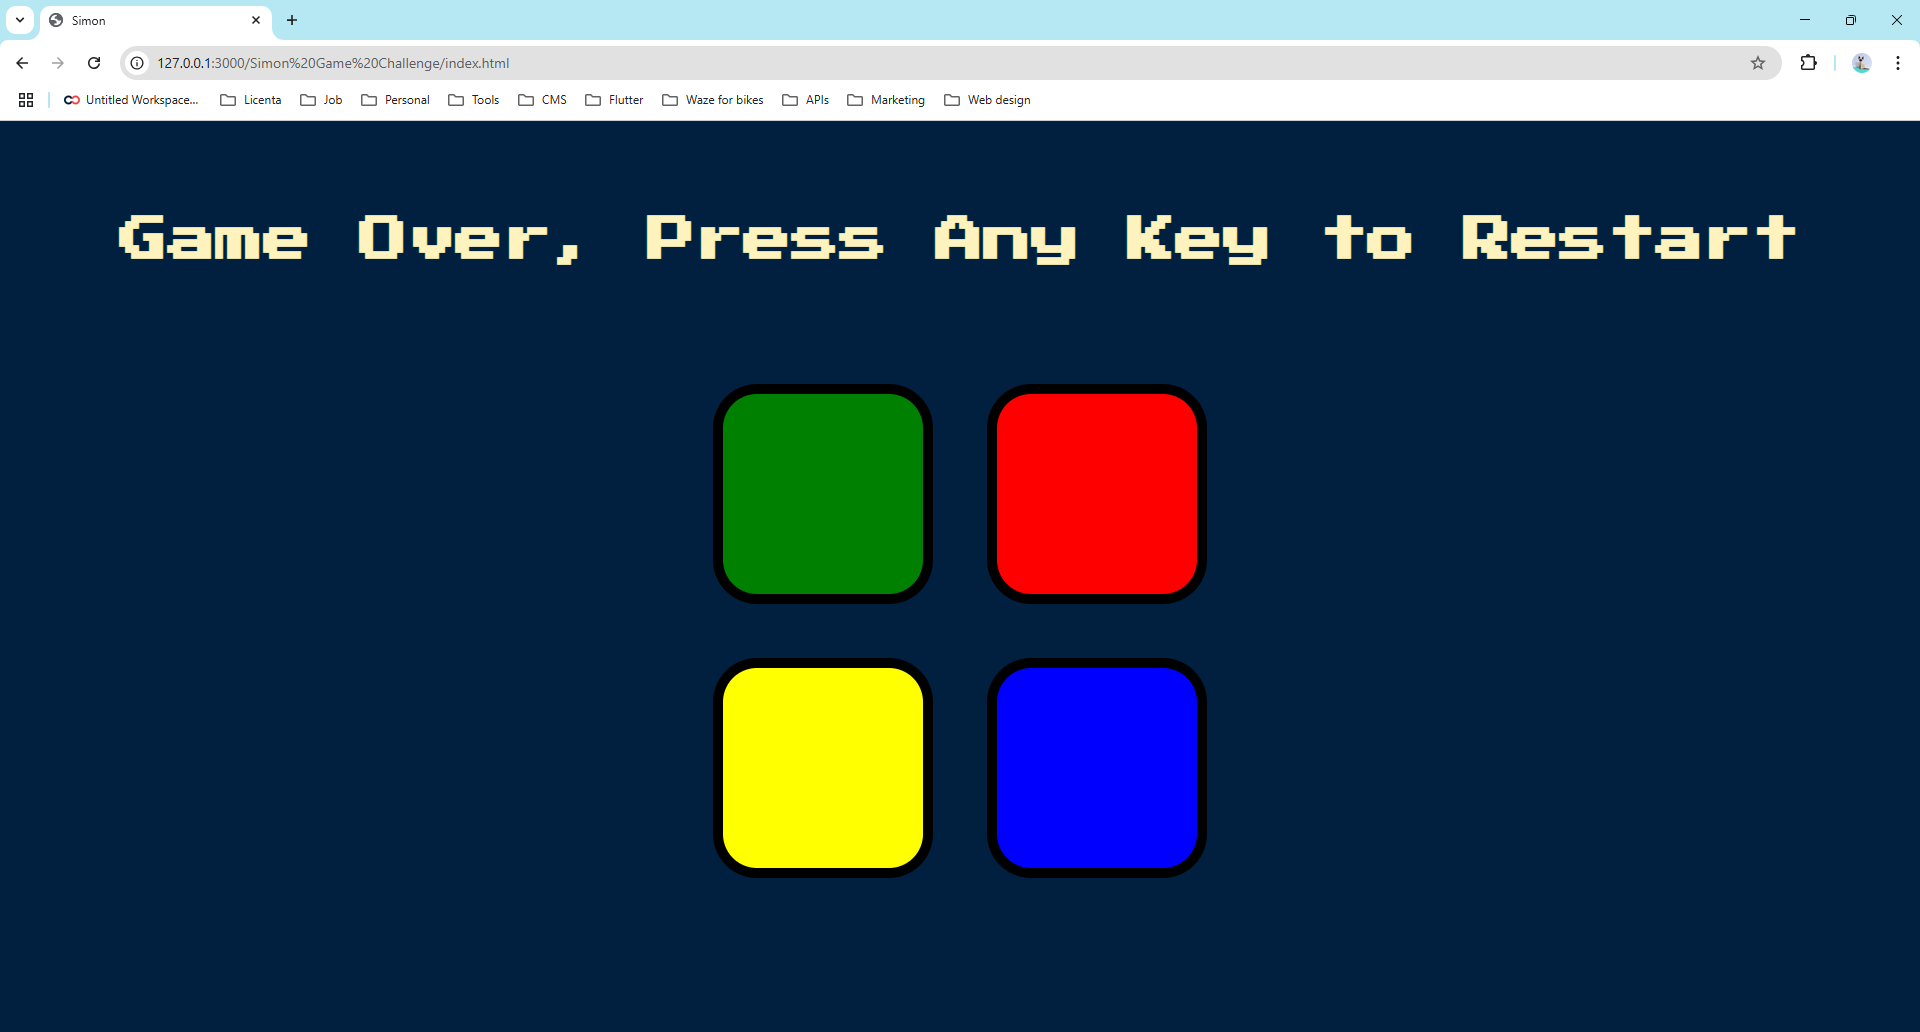 Simon
127.0.0.1:3000/Simon%20Game%20Challenge/index.html
Untitled Workspace... Licenta Job Personal Tools CMS Flutter Waze for bikes APIs Marketing Web design
Game Over, Press Any Key to Restart